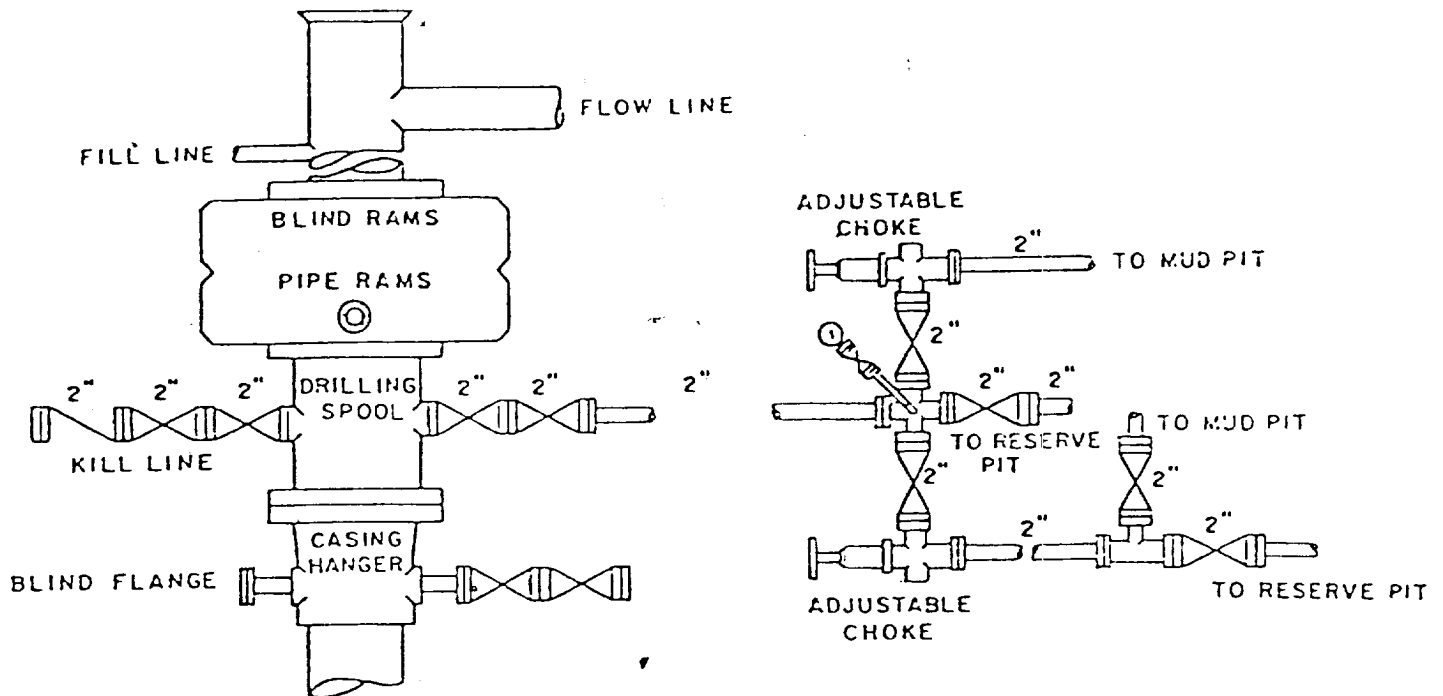 FLOW LINE
FILL LINE
BLIND RAMS
PIPE RAMS
2" 2" 2" DRILLING 2" 2" 2"
SPOOL
KILL LINE
CASING
HANGER
BLIND FLANGE
ADJUSTABLE
CHOKE
2"
TO MUD PIT
2"
2" 2"
TO RESERVE
PIT
TO MUD PIT
2"
2"
2"
2"
ADJUSTABLE
CHOKE
TO RESERVE PIT